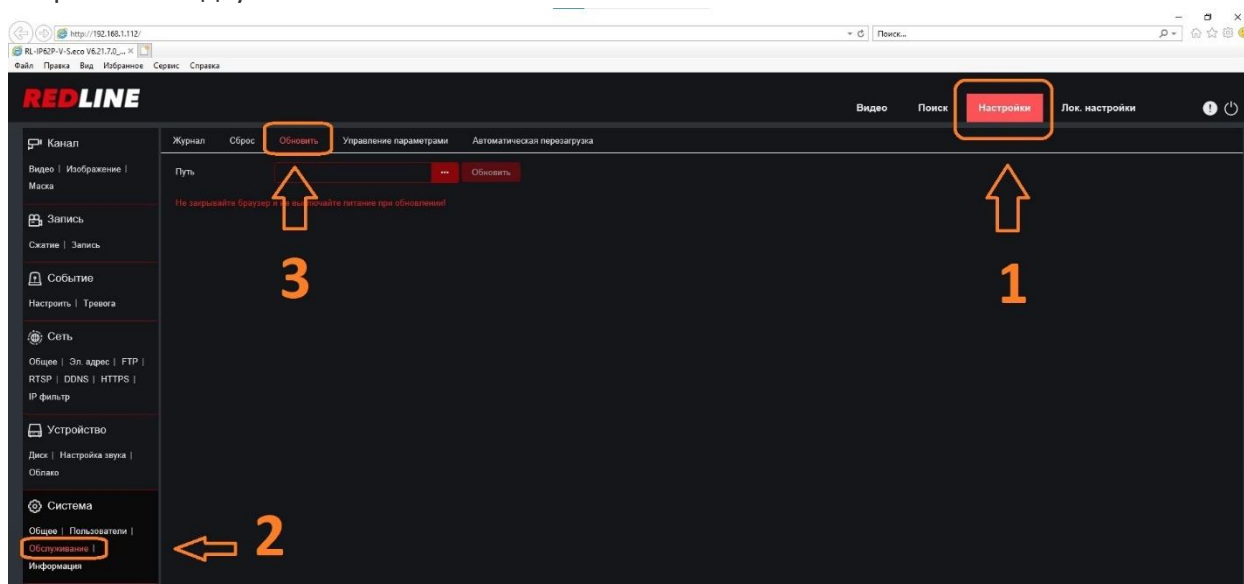 http://192.168.1.112/
Поиск...
RL-IP62P-V-S.eco V6.21.7.0_...
Файл Правка Вид Избранное Сервис Справка
REDLINE
Видео Поиск Настройки Лок. настройки
Канал
Видео | Изображение |
Маска
Запись
Сжатие | Запись
Событие
Настроить | Тревога
Сеть
Общее | Эл. адрес | FTP |
RTSP | DDNS | HTTPS |
IP фильтр
Устройство
Диск | Настройка звука |
Облако
Система
Общее | Пользователи |
Обслуживание |
Информация
Журнал Сброс Обновить Управление параметрами Автоматическая перезагрузка
Путь ... Обновить
Не закрывайте браузер и не выключайте питание при обновлении!
1
3
2